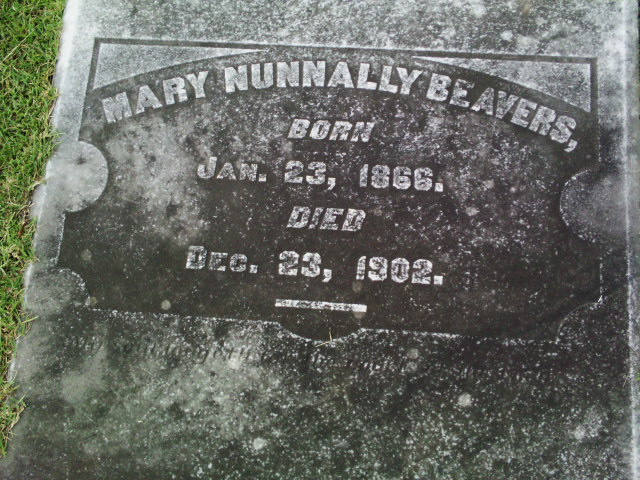 MARY NUNNALLY BEAVERS,
BORN
JAN. 23, 1866.
DIED
DEC. 23, 1902.